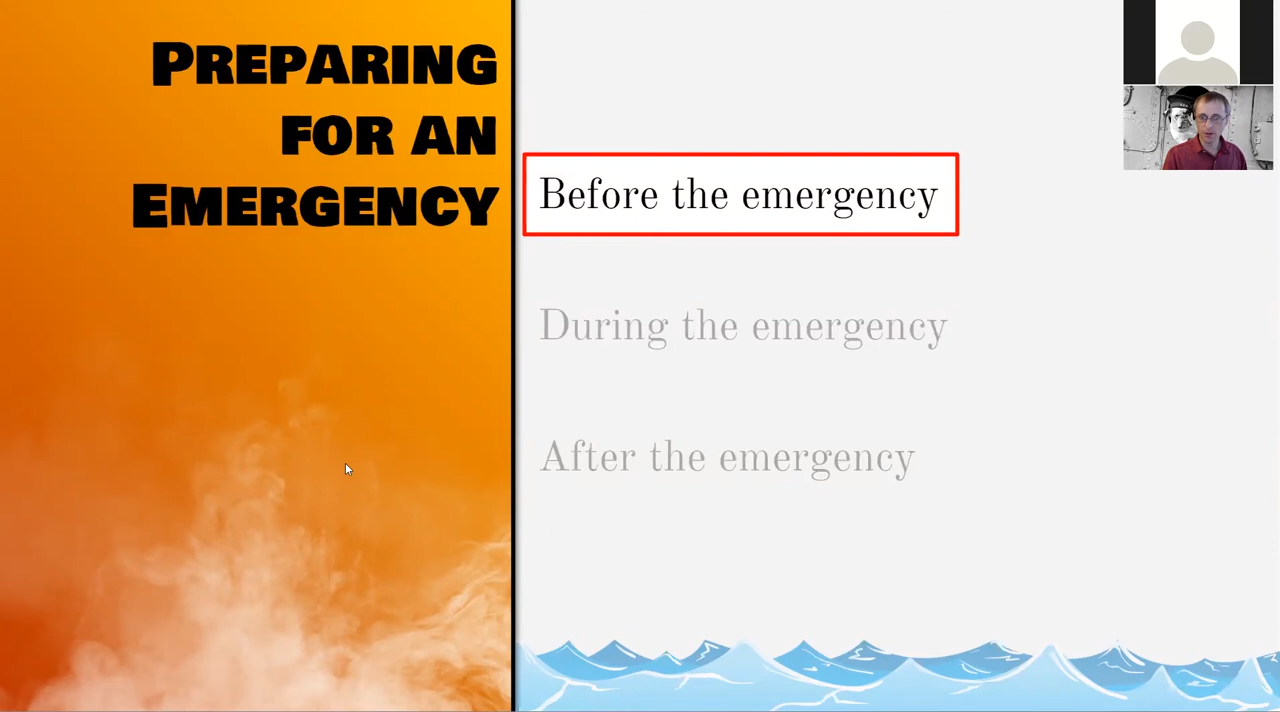 Preparing
for an
Emergency
Before the emergency
During the emergency
After the emergency